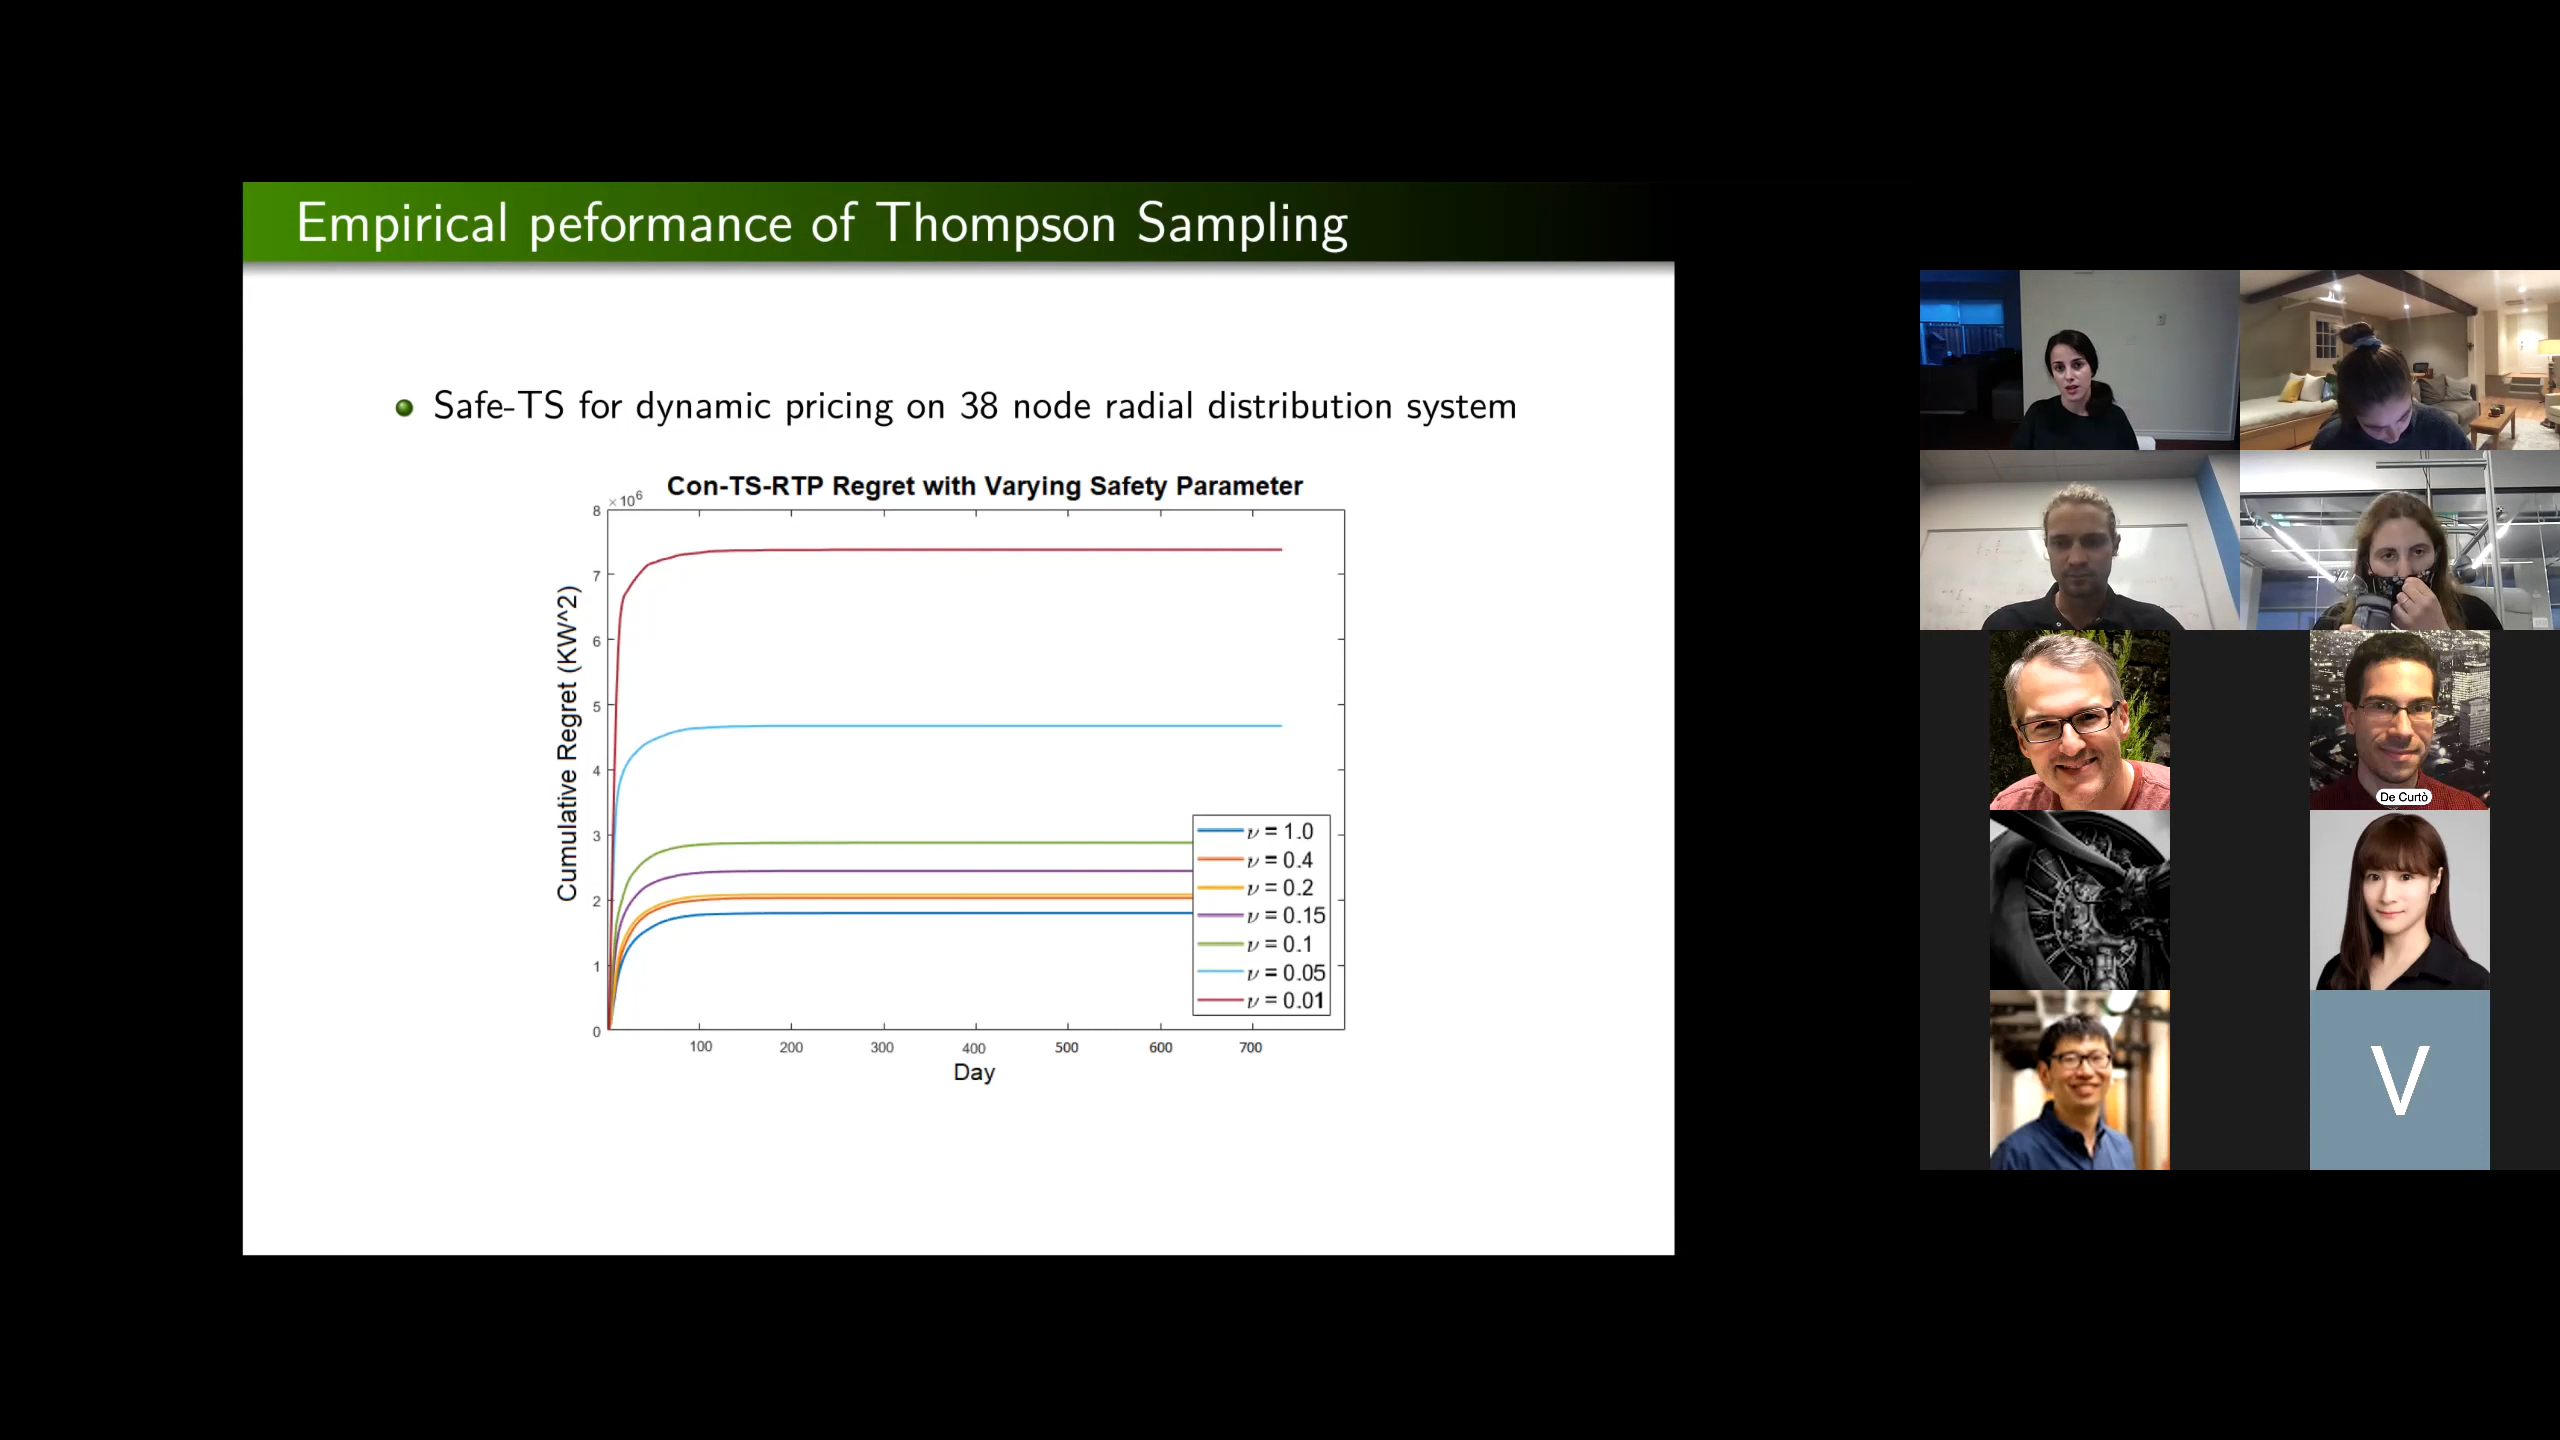 Empirical peformance of Thompson Sampling
Safe-TS for dynamic pricing on 38 node radial distribution system
Con-TS-RTP Regret with Varying Safety Parameter
×10^6
8
7
6
5
4
3
2
1
0
Cumulative Regret (KW^2)
ν = 1.0
ν = 0.4
ν = 0.2
ν = 0.15
ν = 0.1
ν = 0.05
ν = 0.01
100 200 300 400 500 600 700
Day
De Curtò
V